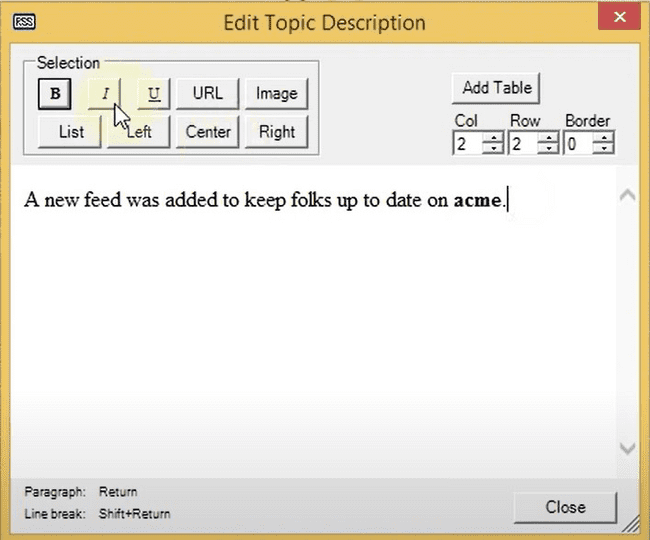 RSS Edit Topic Description
Selection
B I U URL Image
List Left Center Right
Add Table
Col Row Border
2 2 0
A new feed was added to keep folks up to date on acme.
Paragraph: Return
Line break: Shift+Return
Close